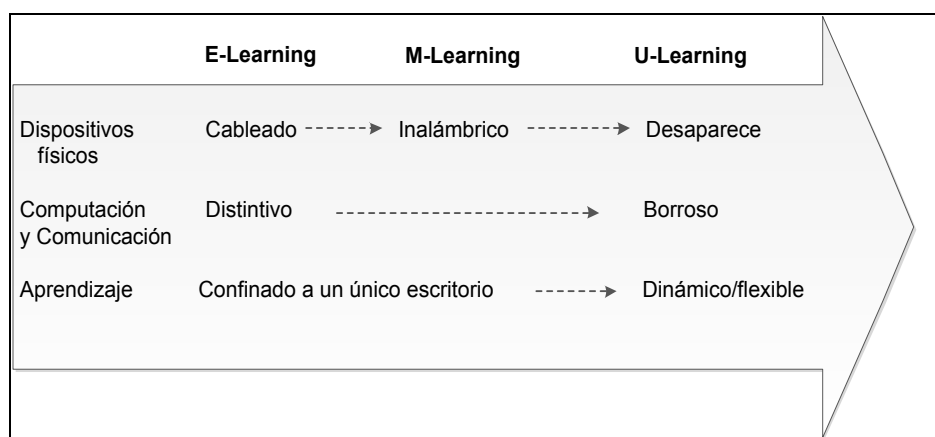 E-Learning M-Learning U-Learning
Dispositivos Cableado Inalámbrico Desaparece
físicos
Computación Distintivo Borroso
y Comunicación
Aprendizaje Confinado a un único escritorio Dinámico/flexible